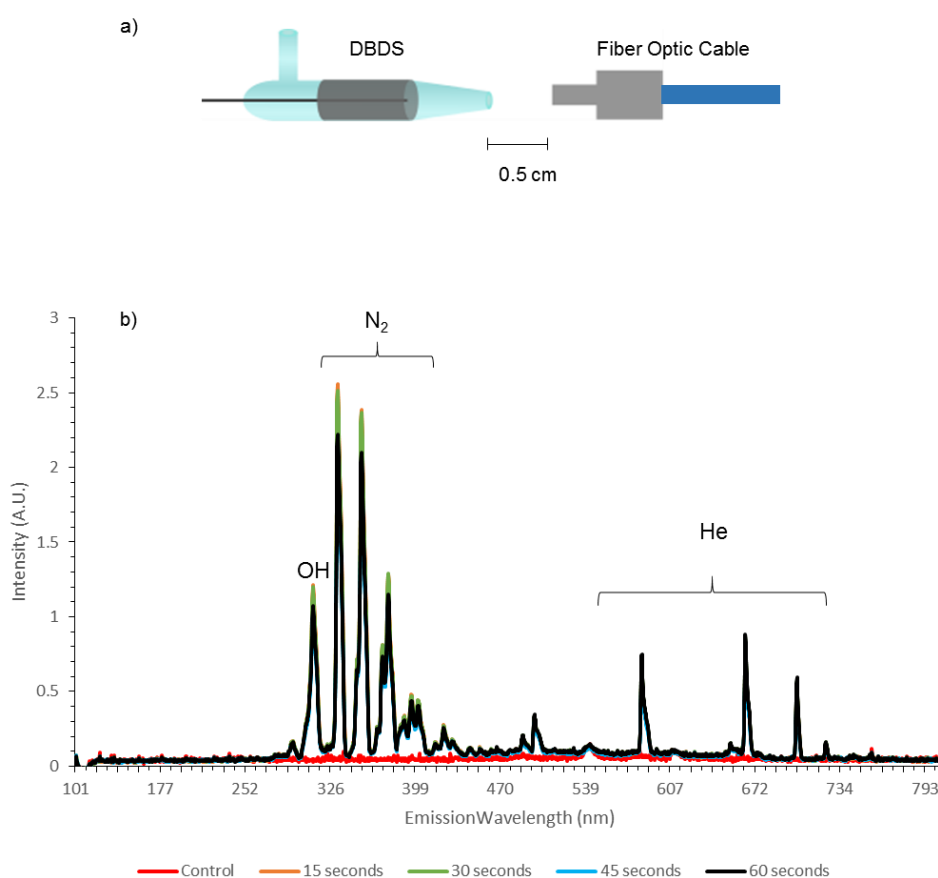 a)
DBDS
Fiber Optic Cable
0.5 cm
b)
N2
OH
He
3
2.5
2
1.5
1
0.5
0
Intensity (A.U.)
101 177 252 326 399 470 539 607 672 734 793
EmissionWavelength (nm)
Control 15 seconds 30 seconds 45 seconds 60 seconds